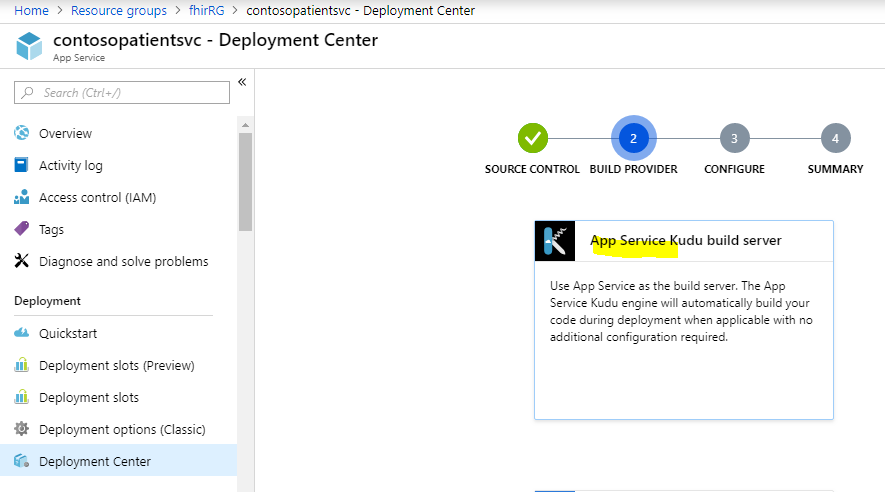 Home > Resource groups > fhirRG > contosopatientsvc - Deployment Center
contosopatientsvc - Deployment Center
App Service
Search (Ctrl+/)
«
Overview
Activity log
Access control (IAM)
Tags
Diagnose and solve problems
Deployment
Quickstart
Deployment slots (Preview)
Deployment slots
Deployment options (Classic)
Deployment Center
2 3 4
SOURCE CONTROL BUILD PROVIDER CONFIGURE SUMMARY
App Service Kudu build server
Use App Service as the build server. The App
Service Kudu engine will automatically build your
code during deployment when applicable with no
additional configuration required.